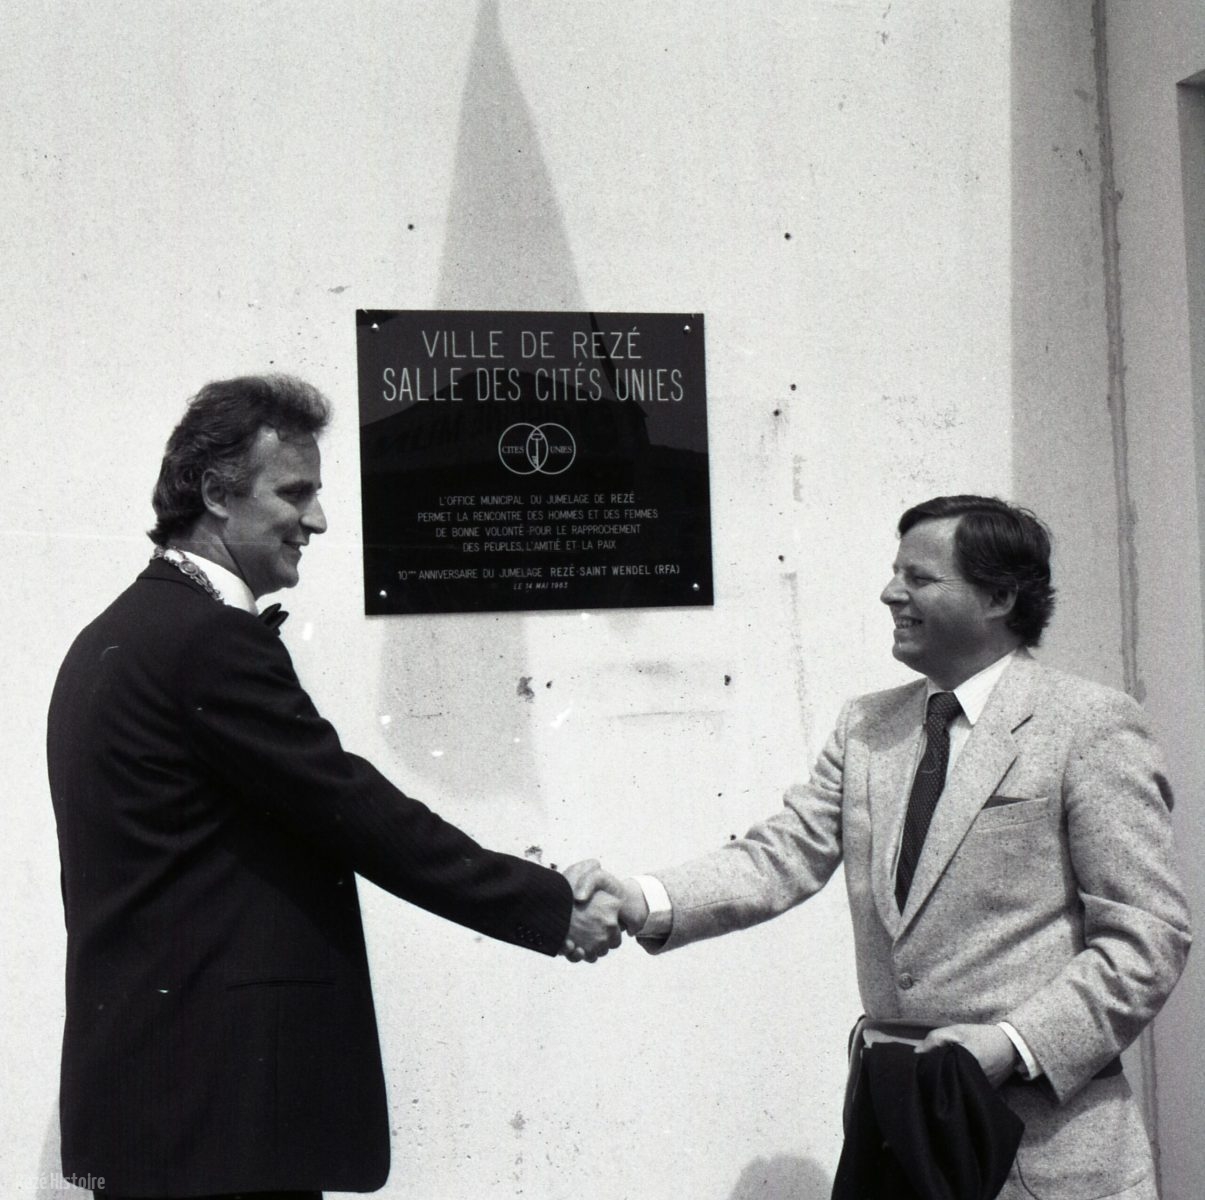 VILLE DE REZÉ
SALLE DES CITÉS UNIES
CITES UNIES
L'OFFICE MUNICIPAL DU JUMELAGE DE REZÉ
PERMET LA RENCONTRE DES HOMMES ET DES FEMMES
DE BONNE VOLONTÉ POUR LE RAPPROCHEMENT
DES PEUPLES, L'AMITIÉ ET LA PAIX
10ème ANNIVERSAIRE DU JUMELAGE REZÉ-SAINT WENDEL (RFA)
LE 14 MAI 1983
Histoire